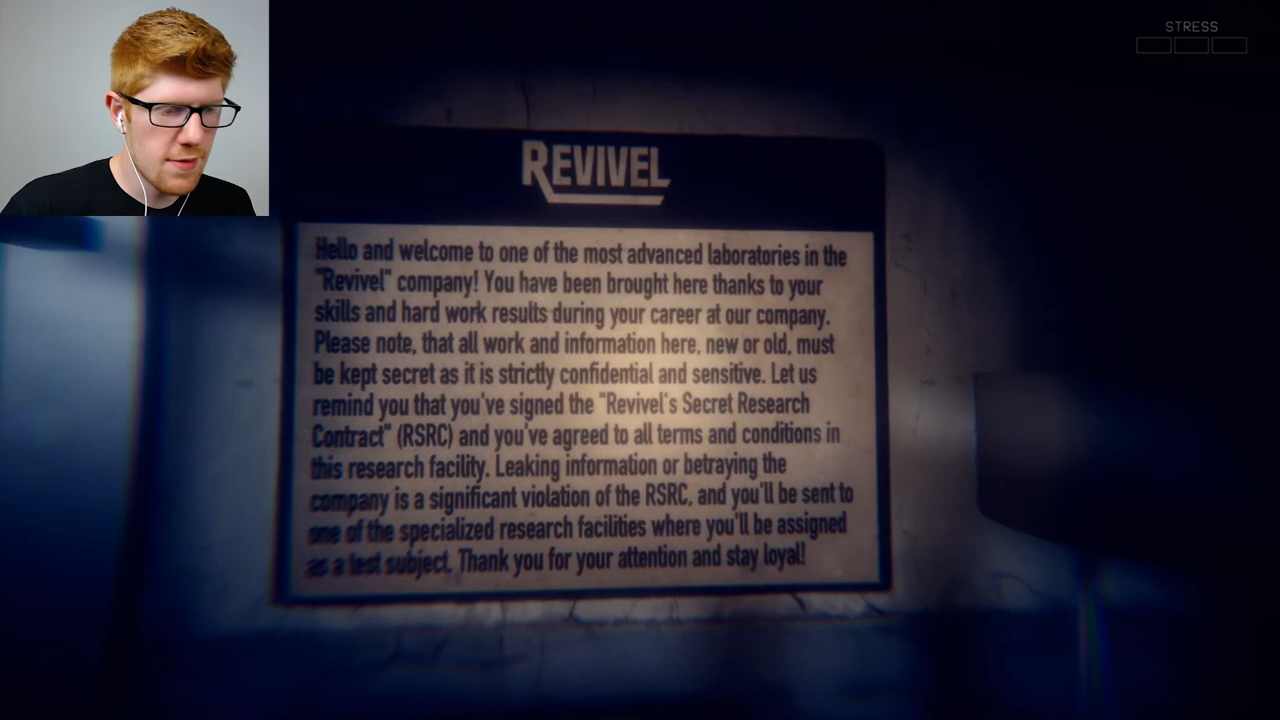 STRESS
REVIVEL
Hello and welcome to one of the most advanced laboratories in the
"Revivel" company! You have been brought here thanks to your
skills and hard work results during your career at our company.
Please note, that all work and information here, new or old, must
be kept secret as it is strictly confidential and sensitive. Let us
remind you that you've signed the "Revivel's Secret Research
Contract" (RSRC) and you've agreed to all terms and conditions in
this research facility. Leaking information or betraying the
company is a significant violation of the RSRC, and you'll be sent to
one of the specialized research facilities where you'll be assigned
as a test subject. Thank you for your attention and stay loyal!